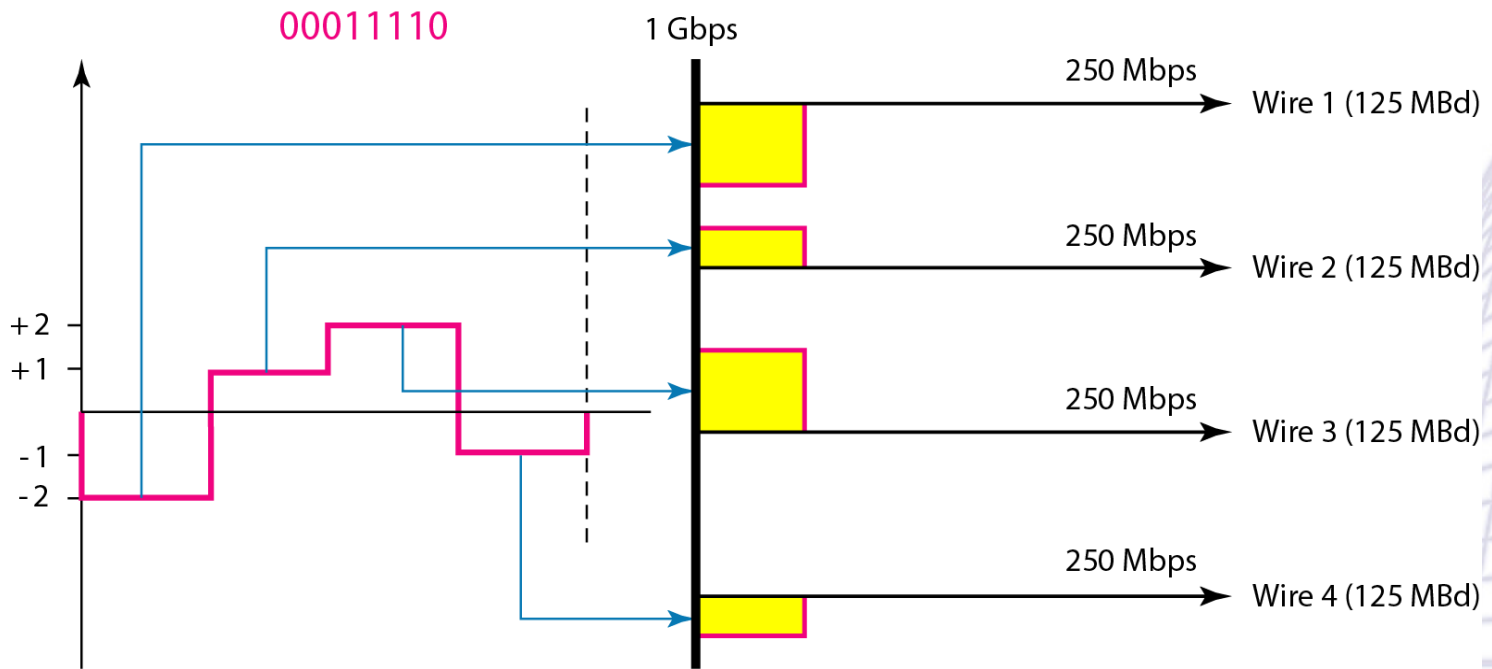 00011110
1 Gbps
250 Mbps
Wire 1 (125 MBd)
250 Mbps
Wire 2 (125 MBd)
+2
+1
-1
-2
250 Mbps
Wire 3 (125 MBd)
250 Mbps
Wire 4 (125 MBd)